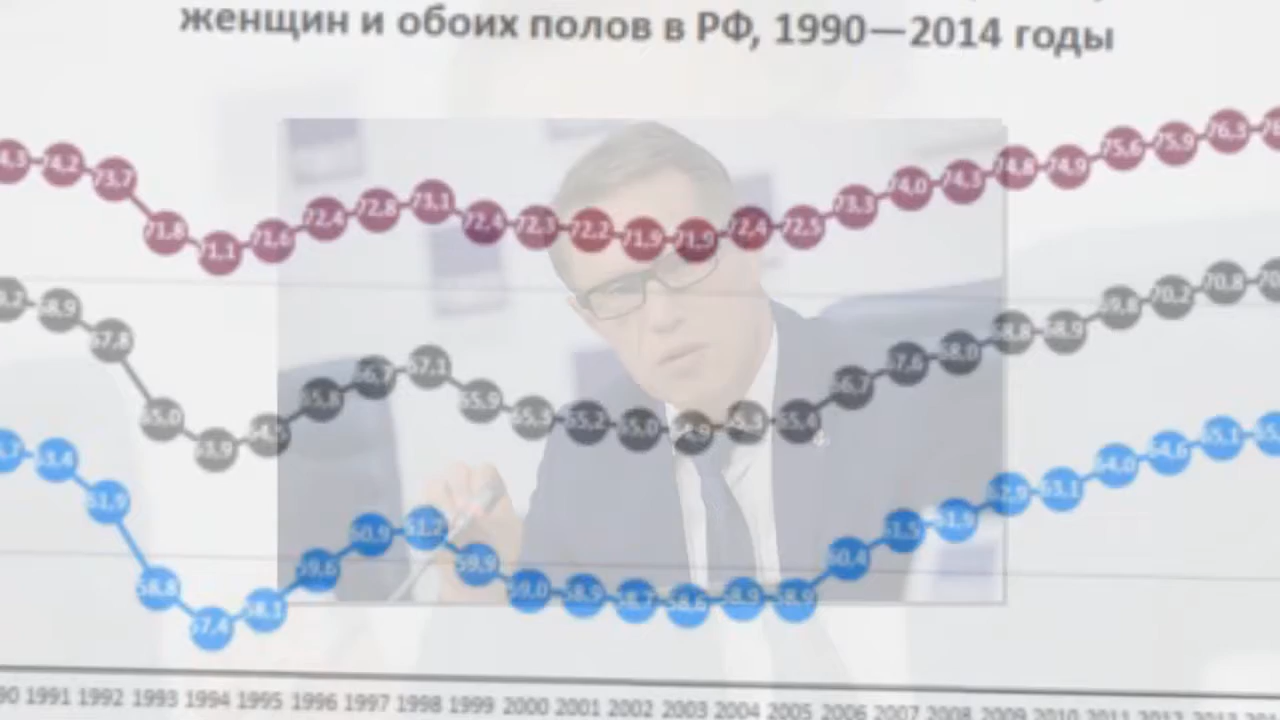 женщин и обоих полов в РФ, 1990—2014 годы
74,2 73,7 71,8 71,1 71,6 72,4 72,8 73,1 72,4 72,3 72,2 71,9 71,9 72,4 72,5 73,3 74,0 74,3 74,8 74,9 75,6 75,9 76,3
67,8 65,0 63,9 65,8 66,7 67,1 65,9 65,3 65,2 65,0 65,3 65,4 66,7 67,6 68,0 68,8 68,9 69,8 70,2 70,8
61,9 58,8 57,4 58,1 59,6 60,9 61,2 59,9 59,0 58,9 58,7 58,6 58,9 58,9 60,4 61,5 61,9 62,9 63,1 64,0 64,6 65,1
1991 1992 1993 1994 1995 1996 1997 1998 1999 2000 2001 2002 2003 2004 2005 2006 2007 2008 2009 2010 2011